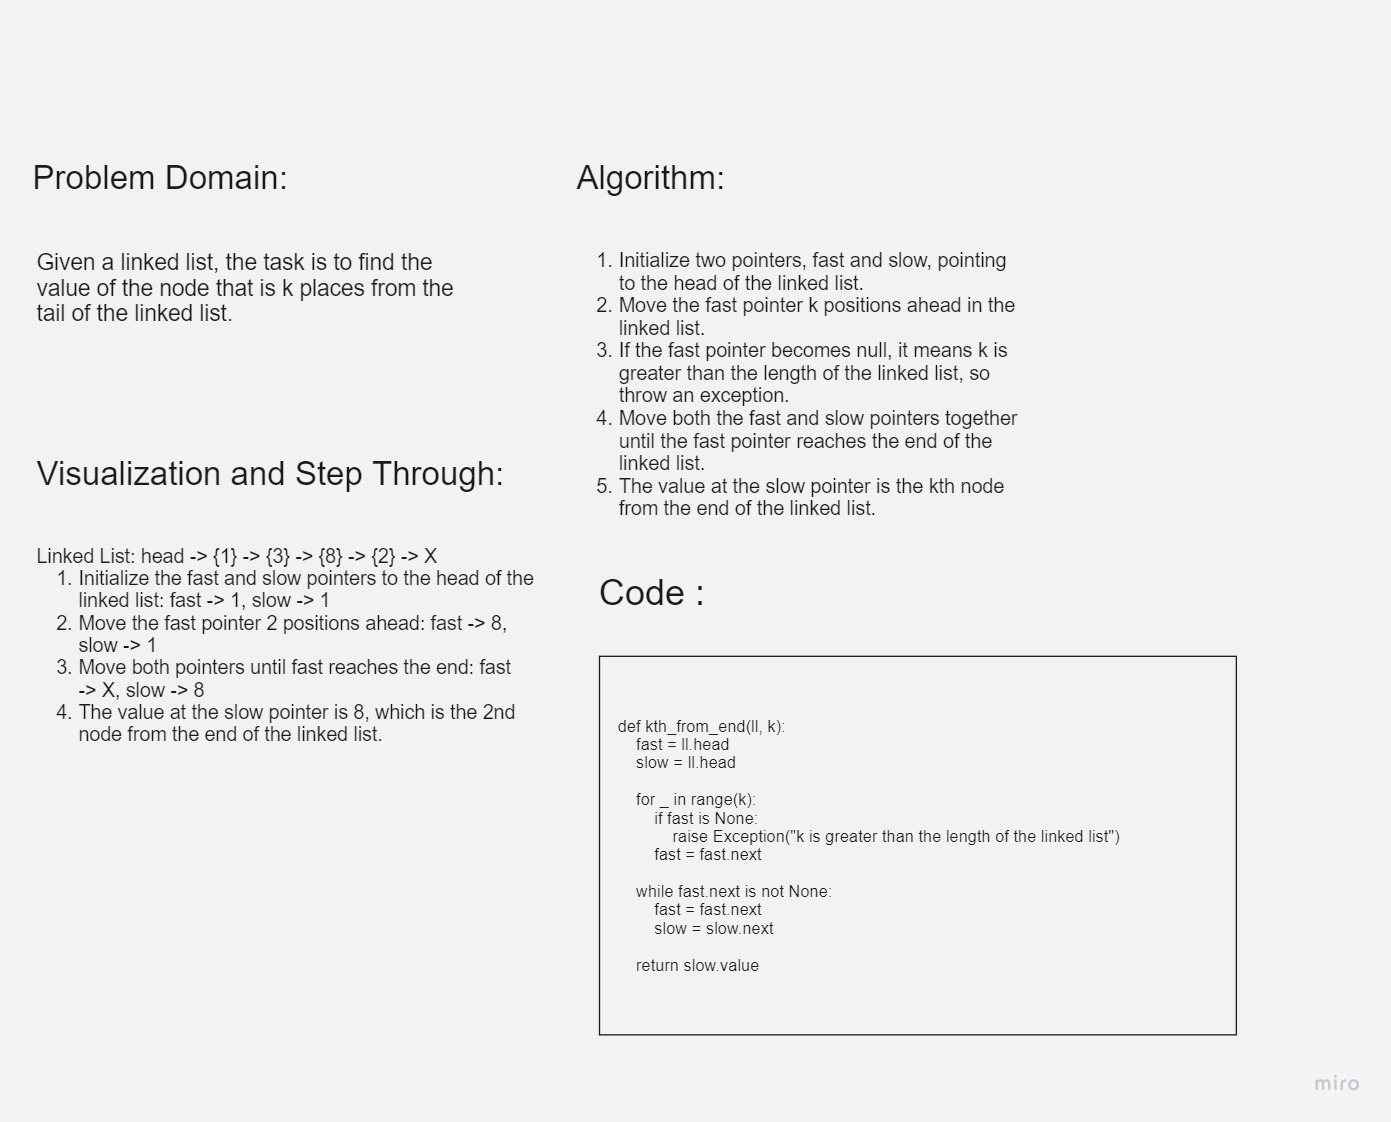 Problem Domain:
Given a linked list, the task is to find the
value of the node that is k places from the
tail of the linked list.
Visualization and Step Through:
Linked List: head -> {1} -> {3} -> {8} -> {2} -> X
1. Initialize the fast and slow pointers to the head of the
linked list: fast -> 1, slow -> 1
2. Move the fast pointer 2 positions ahead: fast -> 8,
slow -> 1
3. Move both pointers until fast reaches the end: fast
-> X, slow -> 8
4. The value at the slow pointer is 8, which is the 2nd
node from the end of the linked list.
Algorithm:
1. Initialize two pointers, fast and slow, pointing
to the head of the linked list.
2. Move the fast pointer k positions ahead in the
linked list.
3. If the fast pointer becomes null, it means k is
greater than the length of the linked list, so
throw an exception.
4. Move both the fast and slow pointers together
until the fast pointer reaches the end of the
linked list.
5. The value at the slow pointer is the kth node
from the end of the linked list.
Code :
def kth_from_end(ll, k):
fast = ll.head
slow = ll.head
for _ in range(k):
if fast is None:
raise Exception("k is greater than the length of the linked list")
fast = fast.next
while fast.next is not None:
fast = fast.next
slow = slow.next
return slow.value
miro